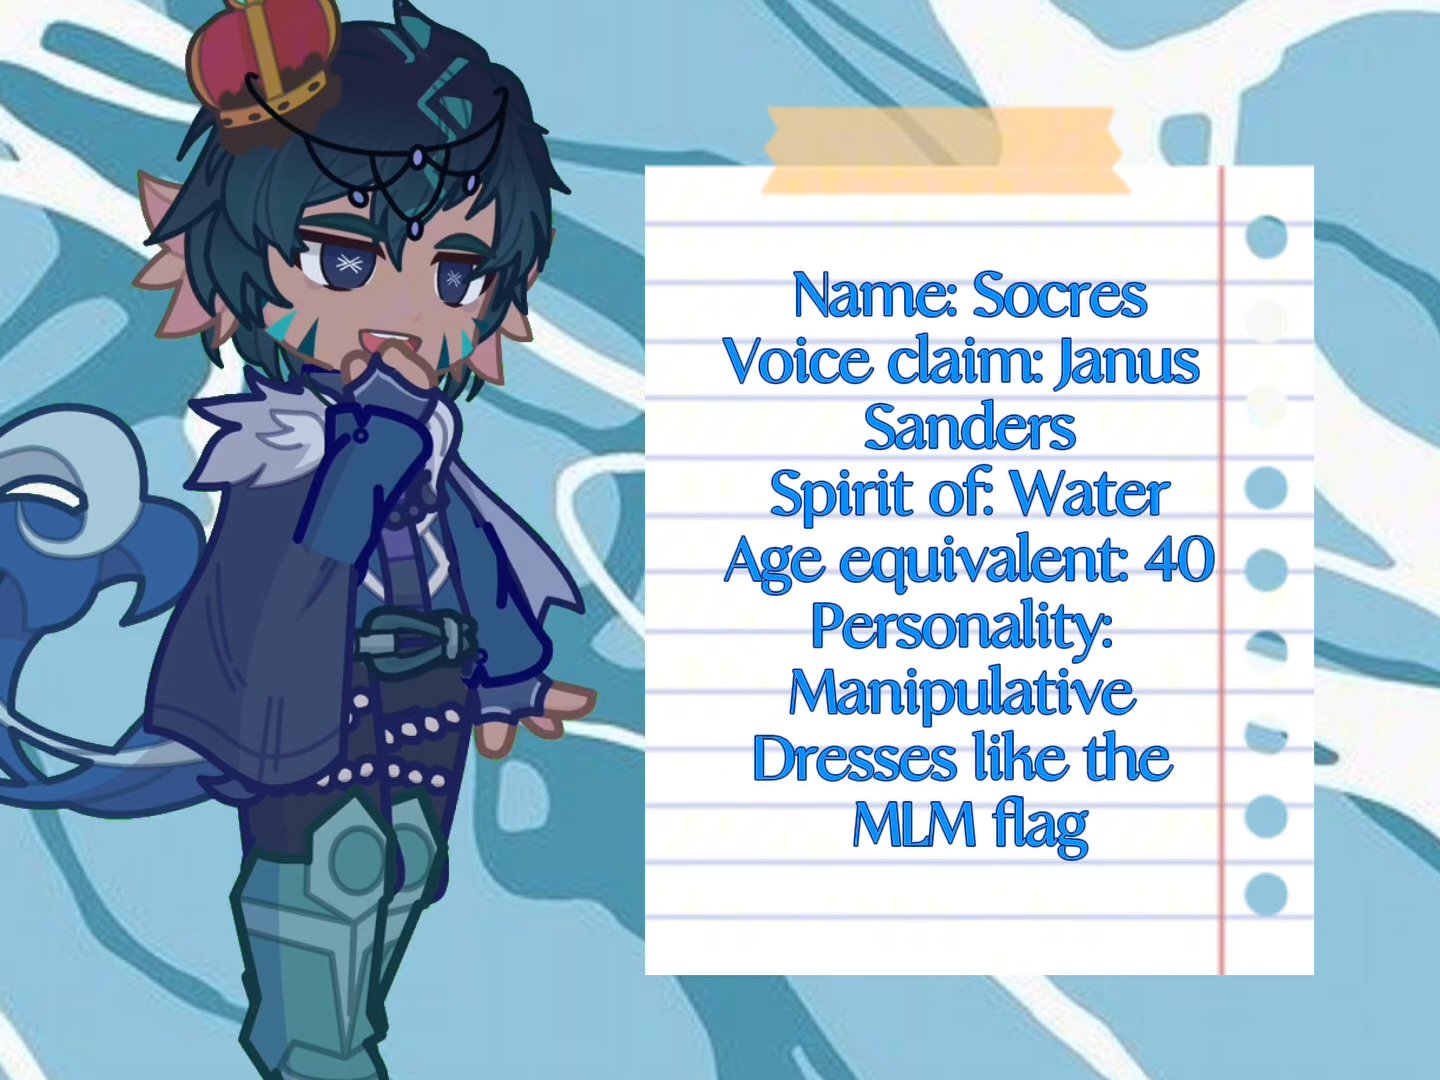 Name: Socres
Voice claim: Janus
Sanders
Spirit of: Water
Age equivalent: 40
Personality:
Manipulative
Dresses like the
MLM flag